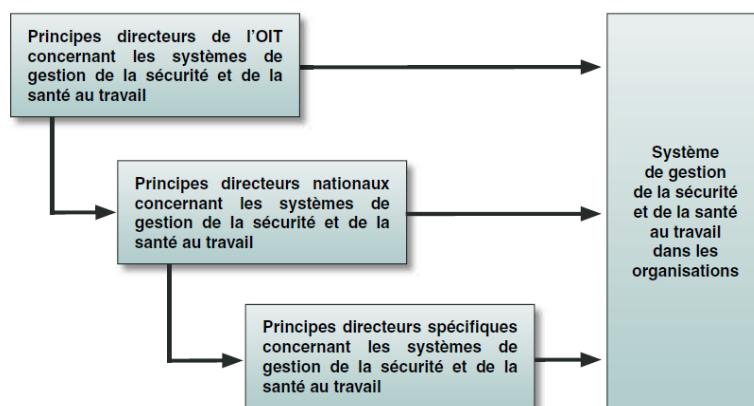 Principes directeurs de l'OIT
concernant les systèmes de
gestion de la sécurité et de la
santé au travail
Principes directeurs nationaux
concernant les systèmes de
gestion de la sécurité et de la
santé au travail
Principes directeurs spécifiques
concernant les systèmes de
gestion de la sécurité et de la
santé au travail
Système
de gestion
de la sécurité
et de la santé
au travail
dans les
organisations